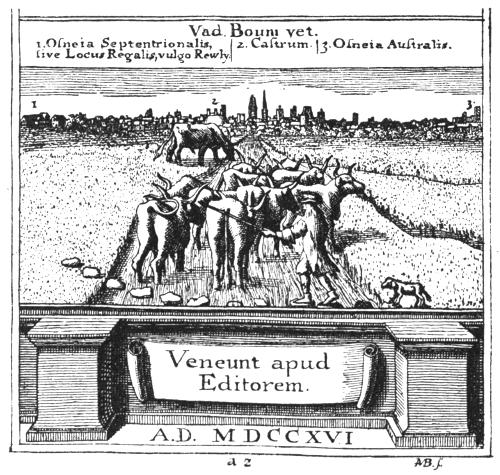 Vad. Boum vet.
1. Oſneia Septentrionalis, | 2. Caſtrum. | 3. Oſneia Auſtralis.
ſive Locus Regalis, vulgo Rewly.
1 2 3
Veneunt apud
Editorem.
A.D. MDCCXVI
a 2 MB. ſ.